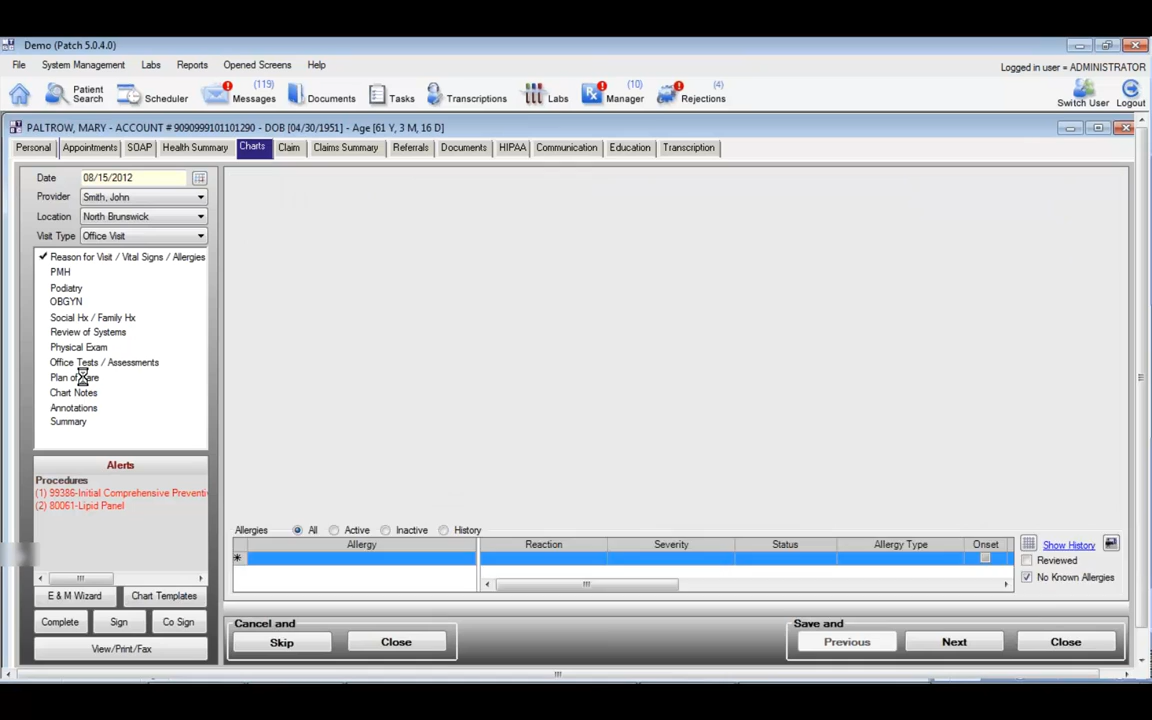 Demo (Patch 5.0.4.0)
File System Management Labs Reports Opened Screens Help
Logged in user = ADMINISTRATOR
Patient Search
Scheduler
(119)
Messages
Documents
Tasks
Transcriptions
Labs
(10)
Manager
(4)
Rejections
Switch User
Logout
PALTROW, MARY - ACCOUNT # 9090999101101290 - DOB [04/30/1951] - Age [61 Y, 3 M, 16 D]
Personal Appointments SOAP Health Summary Charts Claim Claims Summary Referrals Documents HIPAA Communication Education Transcription
Date 08/15/2012
Provider Smith, John
Location North Brunswick
Visit Type Office Visit
Reason for Visit / Vital Signs / Allergies
PMH
Podiatry
OBGYN
Social Hx / Family Hx
Review of Systems
Physical Exam
Office Tests / Assessments
Plan of
Chart Notes
Annotations
Summary
Alerts
Procedures
(1) 99386-Initial Comprehensive Preventi
(2) 80061-Lipid Panel
E & M Wizard Chart Templates
Complete Sign Co Sign
View/Print/Fax
Allergies All Active Inactive History
Allergy Reaction Severity Status Allergy Type Onset
Show History
Reviewed
No Known Allergies
Cancel and
Skip Close
Save and
Previous Next Close